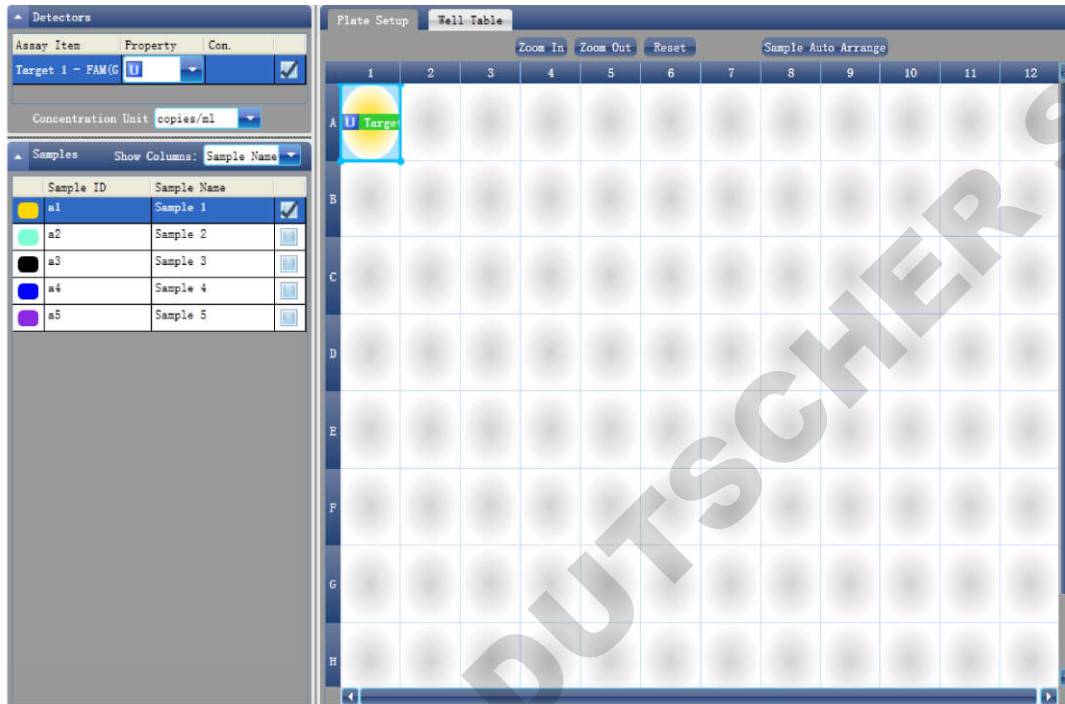 Detectors
Assay Item Property Con.
Target 1 - FAM(G U
Concentration Unit copies/ml
Samples Show Columns: Sample Name
Sample ID Sample Name
a1 Sample 1
a2 Sample 2
a3 Sample 3
a4 Sample 4
a5 Sample 5
Plate Setup Well Table
Zoom In Zoom Out Reset Sample Auto Arrange
1 2 3 4 5 6 7 8 9 10 11 12
A U Target
B
C
D
E
F
G
H
DUTSCHER S